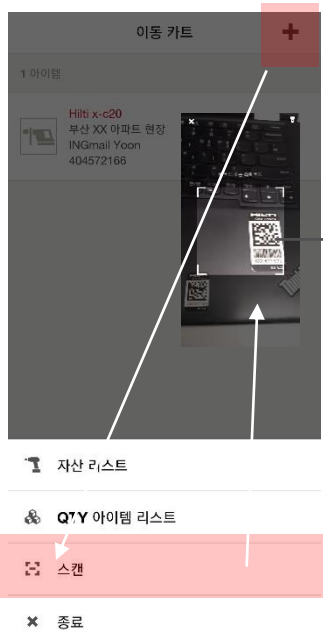 이동 카트
1 아이템
Hilti x-c20
부산 XX 아파트 현장
INGmail Yoon
404572166
자산 리스트
QTY 아이템 리스트
스캔
종료